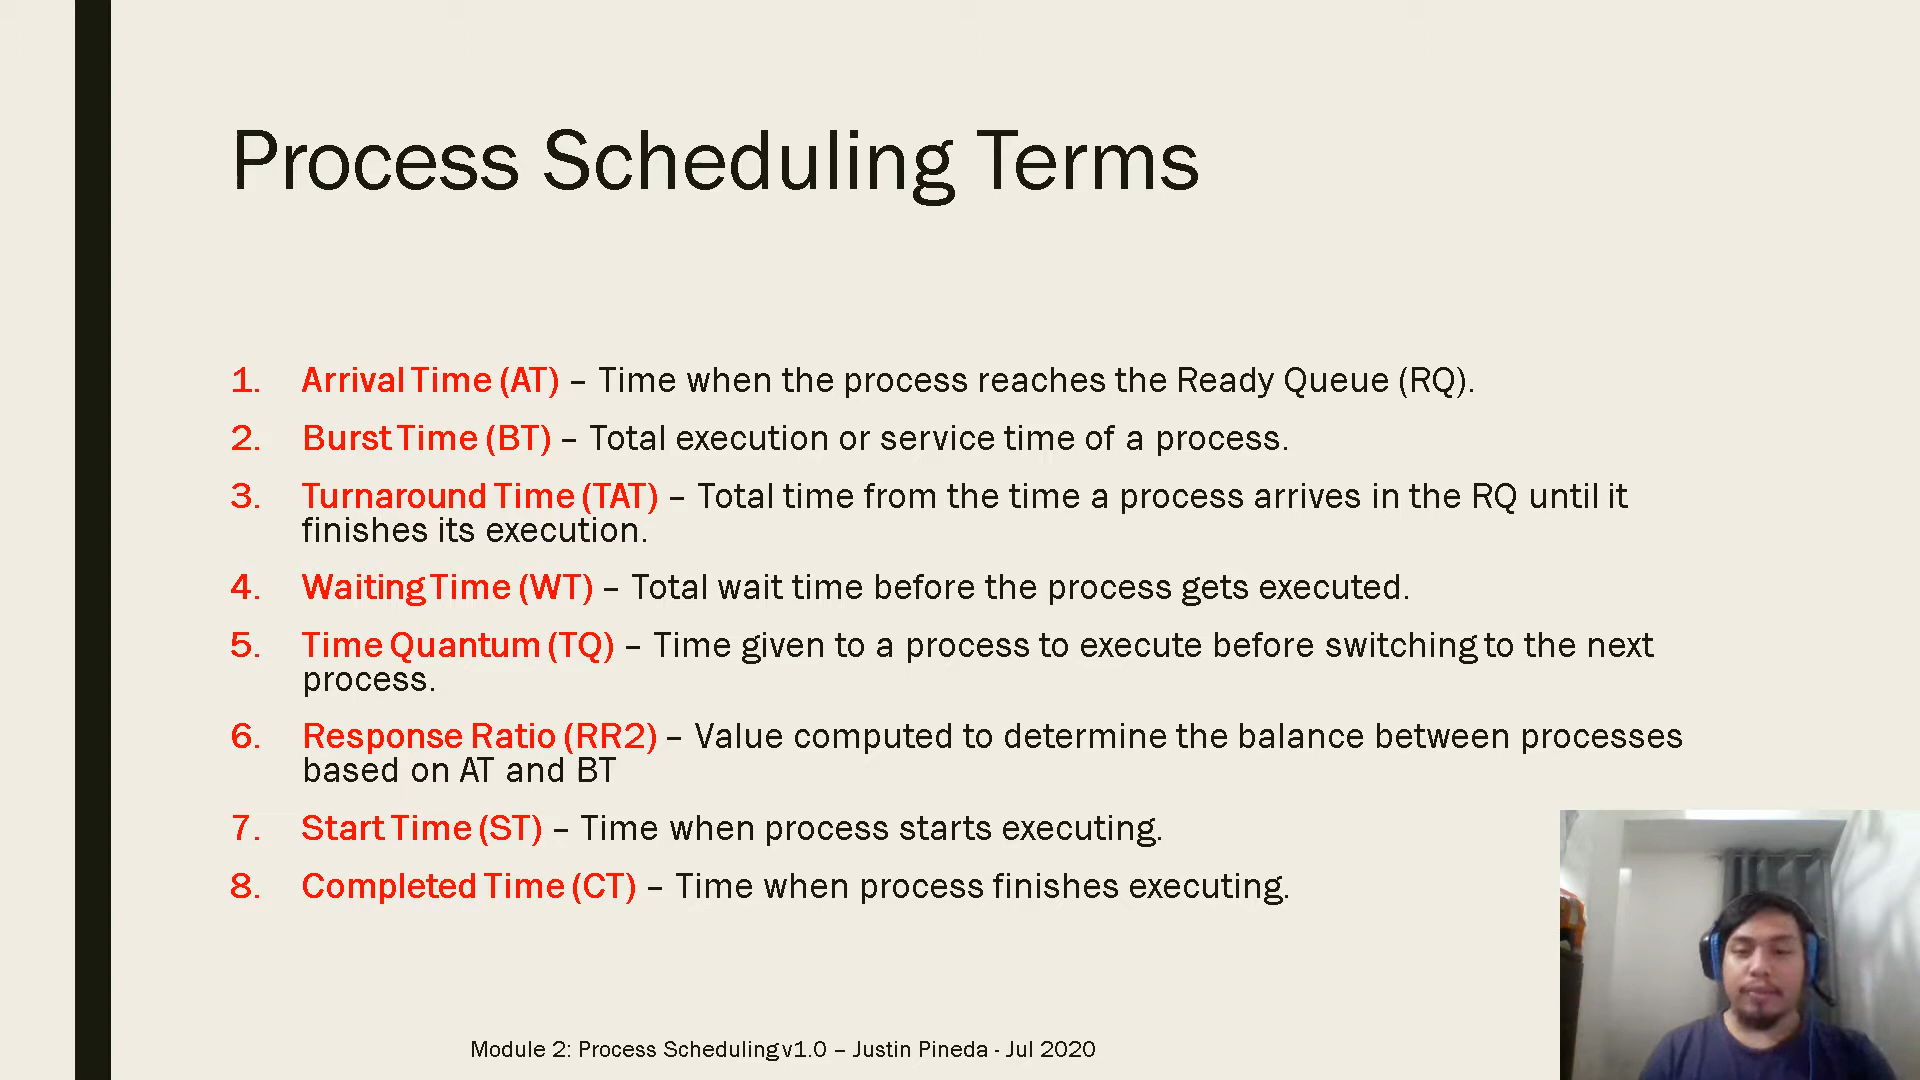 Process Scheduling Terms
1. Arrival Time (AT) – Time when the process reaches the Ready Queue (RQ).
2. Burst Time (BT) – Total execution or service time of a process.
3. Turnaround Time (TAT) – Total time from the time a process arrives in the RQ until it
finishes its execution.
4. Waiting Time (WT) – Total wait time before the process gets executed.
5. Time Quantum (TQ) – Time given to a process to execute before switching to the next
process.
6. Response Ratio (RR2) – Value computed to determine the balance between processes
based on AT and BT
7. Start Time (ST) – Time when process starts executing.
8. Completed Time (CT) – Time when process finishes executing.
Module 2: Process Scheduling v1.0 – Justin Pineda - Jul 2020